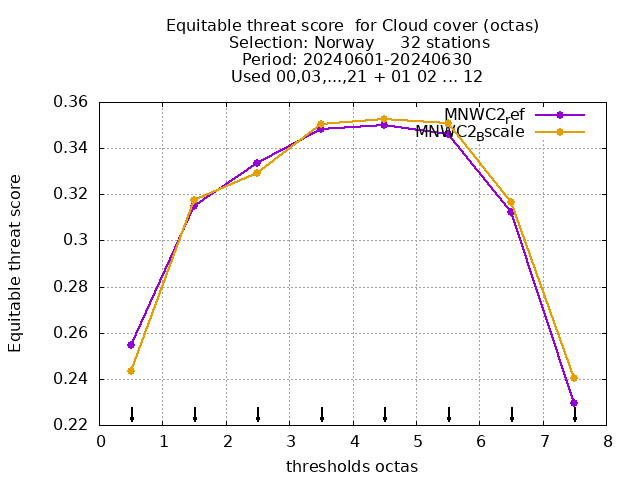 Equitable threat score  for Cloud cover (octas)
Selection: Norway     32 stations
Period: 20240601-20240630
Used 00,03,...,21 + 01 02 ... 12
MNWC2ref
MNWC2Bscale
Equitable threat score
0.36
0.34
0.32
0.3
0.28
0.26
0.24
0.22
0 1 2 3 4 5 6 7 8
thresholds octas